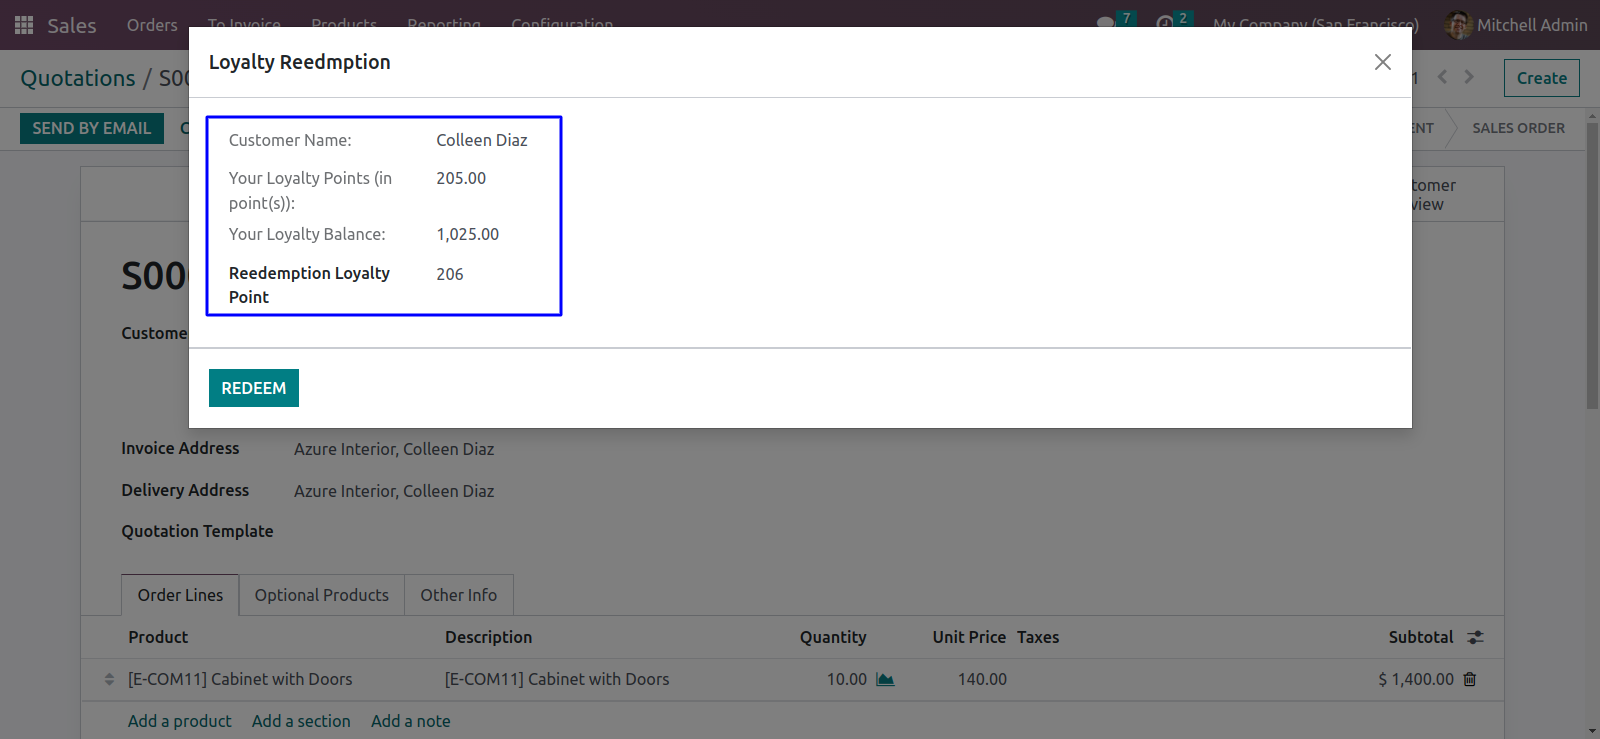 Sales Orders To Invoice Products Reporting Configuration 7 2 My Company (San Francisco) Mitchell Admin
Loyalty Reedmption
Quotations / S00
1 Create
SEND BY EMAIL C
ENT SALES ORDER
Customer Name: Colleen Diaz
Your Loyalty Points (in 205.00
point(s)):
Your Loyalty Balance: 1,025.00
Reedemption Loyalty 206
Point
tomer
view
S000
Custome
REDEEM
Invoice Address Azure Interior, Colleen Diaz
Delivery Address Azure Interior, Colleen Diaz
Quotation Template
Order Lines Optional Products Other Info
Product Description Quantity Unit Price Taxes Subtotal
[E-COM11] Cabinet with Doors [E-COM11] Cabinet with Doors 10.00 140.00 $ 1,400.00
Add a product Add a section Add a note